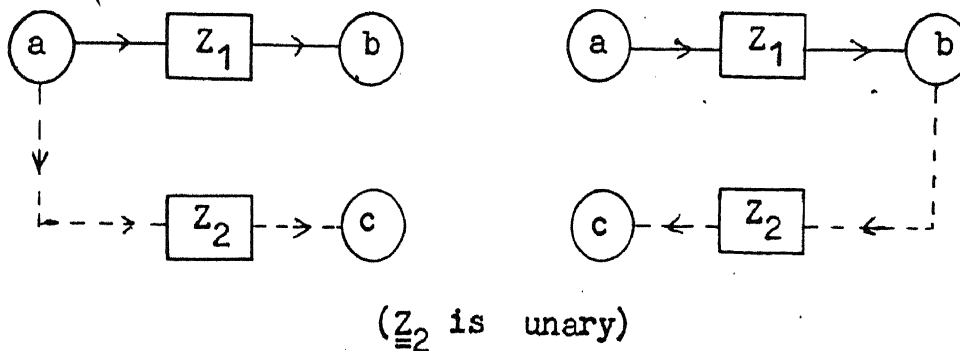 a Z₁ b a Z₁ b
Z₂ c c Z₂
(Z₂ is unary)